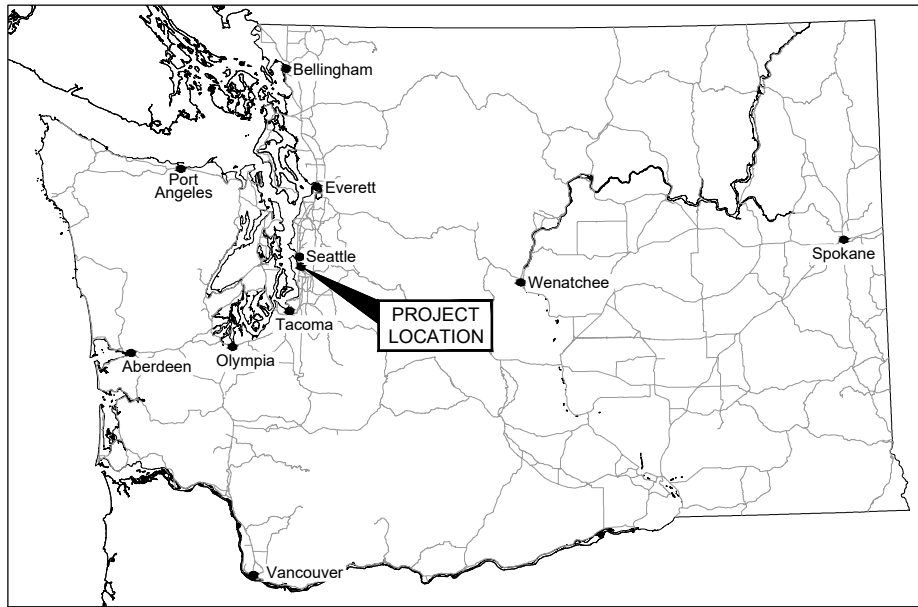 Bellingham
Port
Angeles
Everett
Seattle
Spokane
Wenatchee
PROJECT
LOCATION
Tacoma
Olympia
Aberdeen
Vancouver